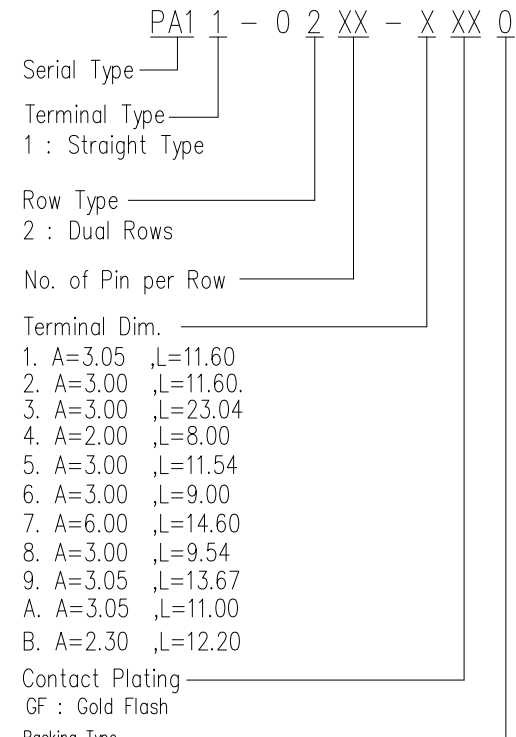 PA1 1 - 0 2 XX - X XX 0
Serial Type
Terminal Type
1 : Straight Type
Row Type
2 : Dual Rows
No. of Pin per Row
Terminal Dim.
1. A=3.05 ,L=11.60
2. A=3.00 ,L=11.60.
3. A=3.00 ,L=23.04
4. A=2.00 ,L=8.00
5. A=3.00 ,L=11.54
6. A=3.00 ,L=9.00
7. A=6.00 ,L=14.60
8. A=3.00 ,L=9.54
9. A=3.05 ,L=13.67
A. A=3.05 ,L=11.00
B. A=2.30 ,L=12.20
Contact Plating
GF : Gold Flash
Packing Type